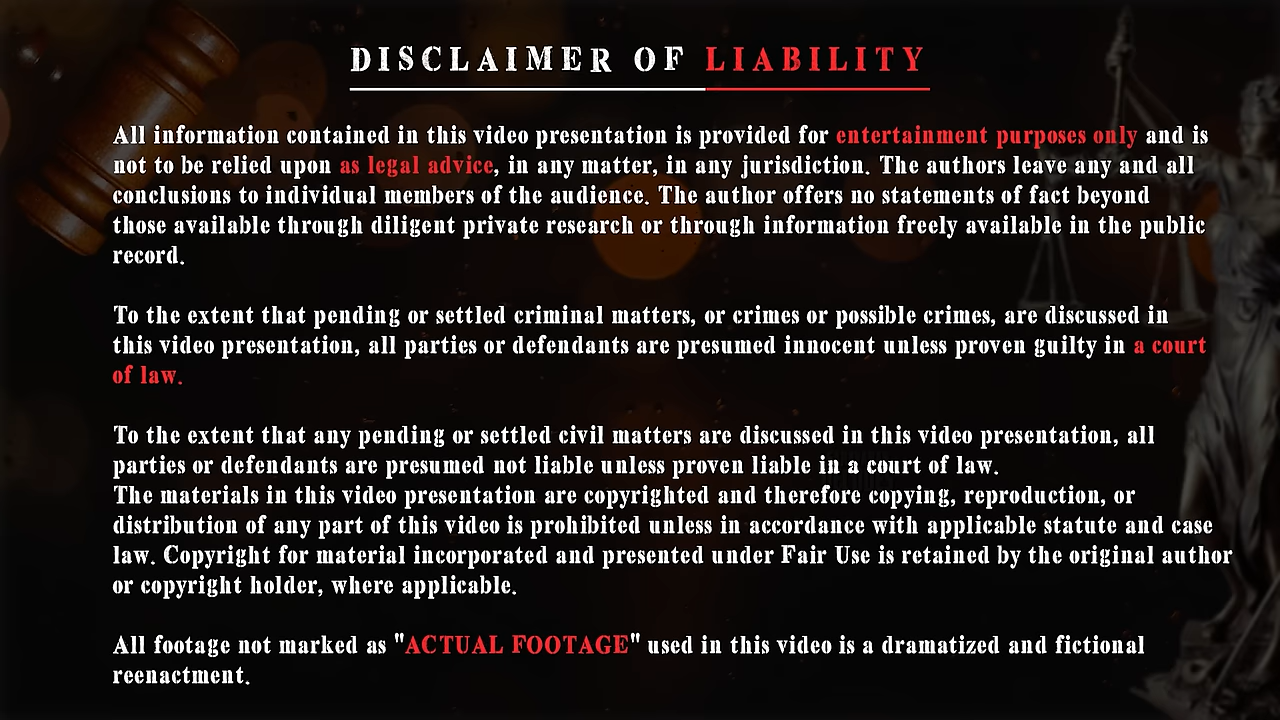 DISCLAIMER OF LIABILITY
All information contained in this video presentation is provided for entertainment purposes only and is
not to be relied upon as legal advice, in any matter, in any jurisdiction. The authors leave any and all
conclusions to individual members of the audience. The author offers no statements of fact beyond
those available through diligent private research or through information freely available in the public
record.
To the extent that pending or settled criminal matters, or crimes or possible crimes, are discussed in
this video presentation, all parties or defendants are presumed innocent unless proven guilty in a court
of law.
To the extent that any pending or settled civil matters are discussed in this video presentation, all
parties or defendants are presumed not liable unless proven liable in a court of law.
The materials in this video presentation are copyrighted and therefore copying, reproduction, or
distribution of any part of this video is prohibited unless in accordance with applicable statute and case
law. Copyright for material incorporated and presented under Fair Use is retained by the original author
or copyright holder, where applicable.
All footage not marked as "ACTUAL FOOTAGE" used in this video is a dramatized and fictional
reenactment.